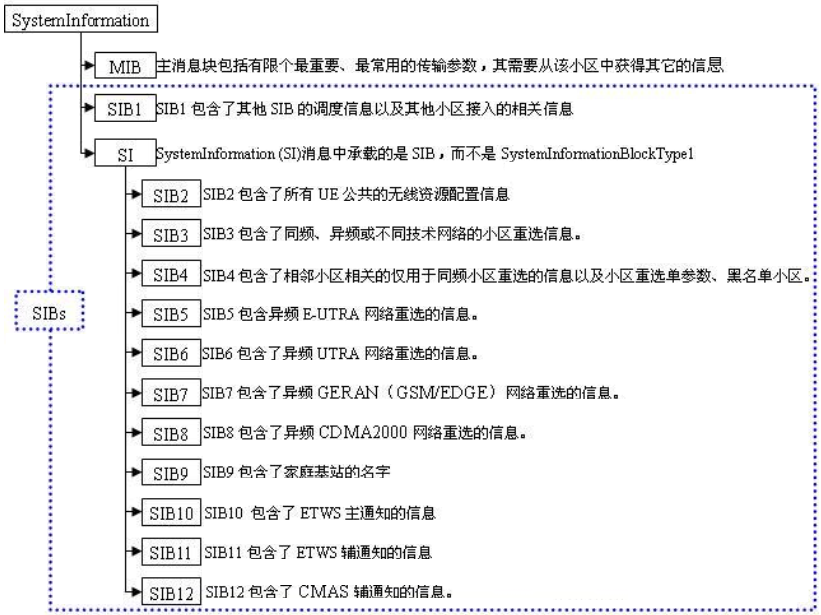 SystemInformation
MIB 主消息块包括有限个最重要、最常用的传输参数，其需要从该小区中获得其它的信息
SIB1 SIB1 包含了其他 SIB 的调度信息以及其他小区接入的相关信息
SI SystemInformation (SI)消息中承载的是 SIB，而不是 SystemInformationBlockType1
SIB2 SIB2 包含了所有 UE 公共的无线资源配置信息
SIB3 SIB3 包含了同频、异频或不同技术网络的小区重选信息。
SIB4 SIB4 包含了相邻小区相关的仅用于同频小区重选的信息以及小区重选单参数、黑名单小区。
SIBs
SIB5 SIB5 包含异频 E-UTRA 网络重选的信息。
SIB6 SIB6 包含了异频 UTRA 网络重选的信息。
SIB7 SIB7 包含了异频 GERAN（GSM/EDGE）网络重选的信息。
SIB8 SIB8 包含了异频 CDMA2000 网络重选的信息。
SIB9 SIB9 包含了家庭基站的名字
SIB10 SIB10 包含了 ETWS 主通知的信息
SIB11 SIB11 包含了 ETWS 辅通知的信息
SIB12 SIB12 包含了 CMAS 辅通知的信息。